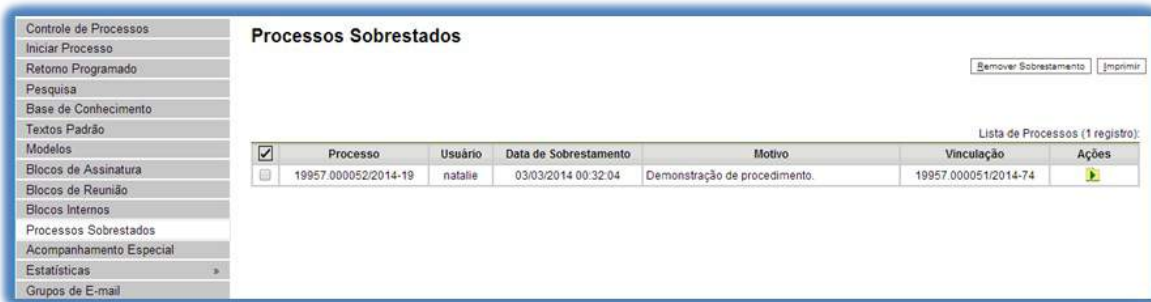 Controle de Processos
Iniciar Processo
Retorno Programado
Pesquisa
Base de Conhecimento
Textos Padrão
Modelos
Blocos de Assinatura
Blocos de Reunião
Blocos Internos
Processos Sobrestados
Acompanhamento Especial
Estatísticas »
Grupos de E-mail
Processos Sobrestados
Remover Sobrestamento Imprimir
Lista de Processos (1 registro):
Processo Usuário Data de Sobrestamento Motivo Vinculação Ações
19957.000052/2014-19 natalie 03/03/2014 00:32:04 Demonstração de procedimento. 19957.000051/2014-74